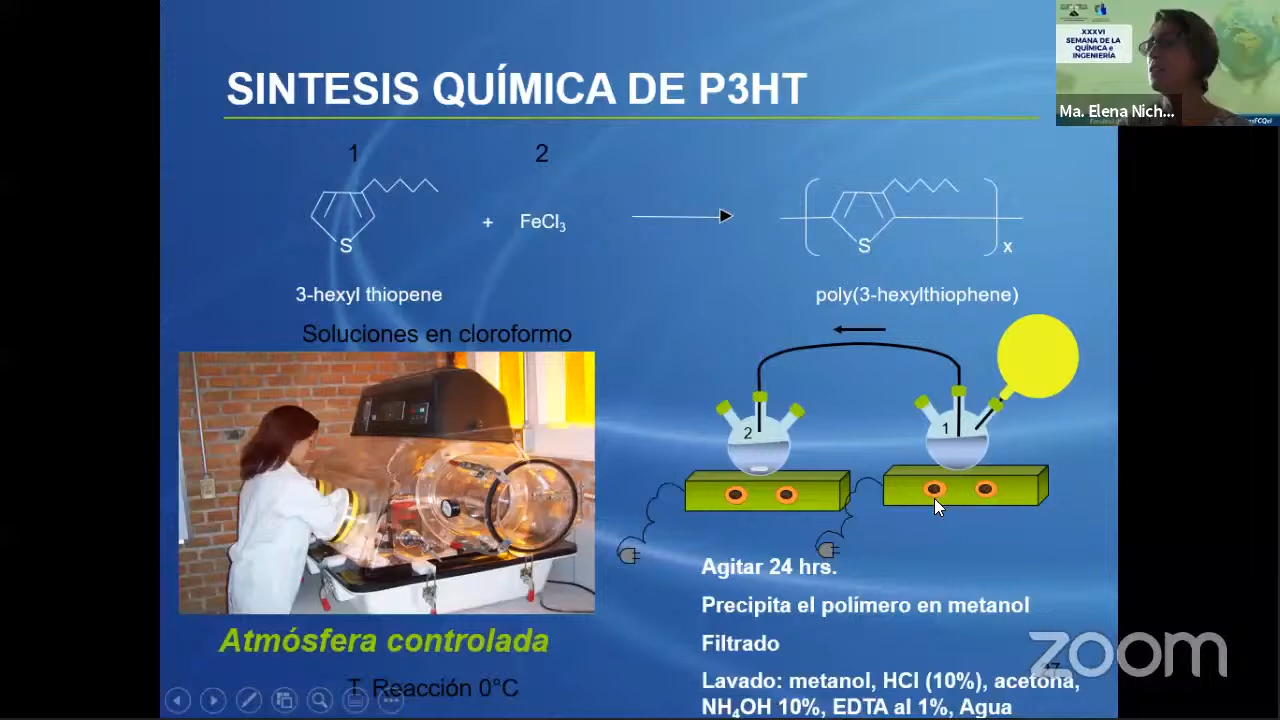 XXXVI
SEMANA DE LA
QUÍMICA e
INGENIERÍA
Ma. Elena Nich...
SINTESIS QUÍMICA DE P3HT
1
2
S
+
FeCl₃
S
x
3-hexyl thiopene
poly(3-hexylthiophene)
Soluciones en cloroformo
2
1
Agitar 24 hrs.
Precipita el polímero en metanol
Filtrado
Lavado: metanol, HCl (10%), acetona,
NH₄OH 10%, EDTA al 1%, Agua
Atmósfera controlada
T Reacción 0°C
zoom